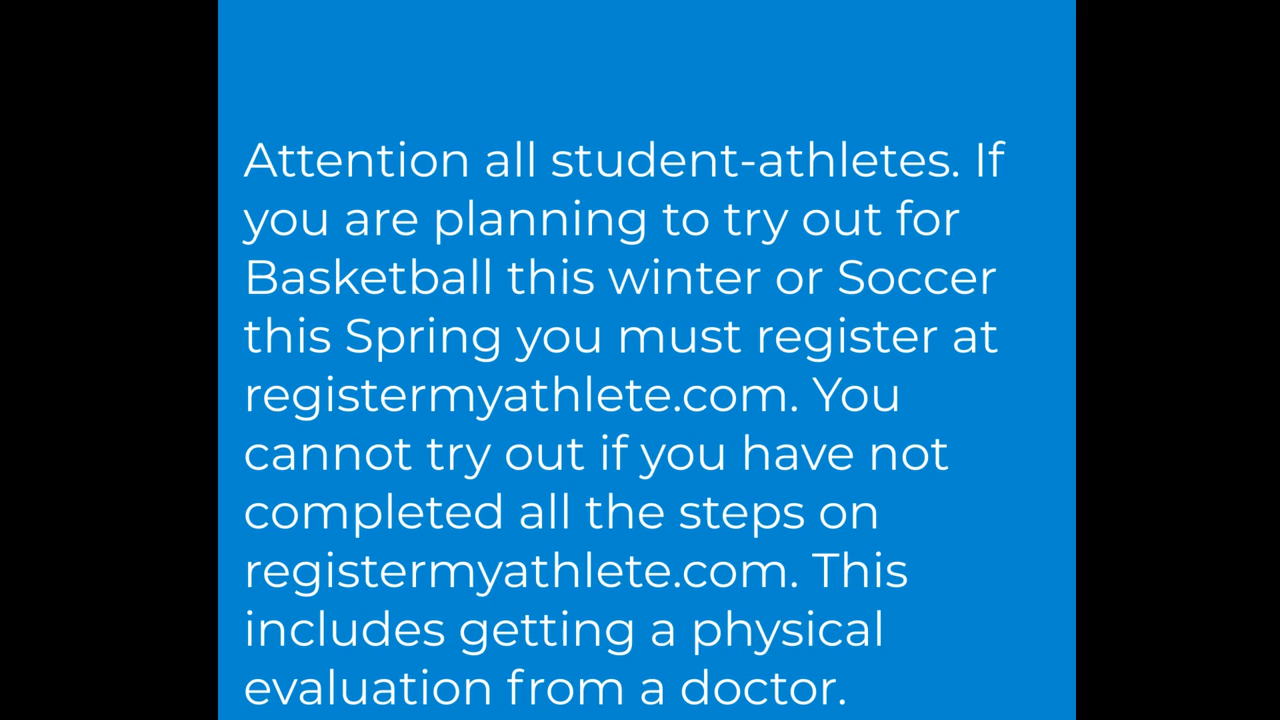 Attention all student-athletes. If
you are planning to try out for
Basketball this winter or Soccer
this Spring you must register at
registermyathlete.com. You
cannot try out if you have not
completed all the steps on
registermyathlete.com. This
includes getting a physical
evaluation from a doctor.